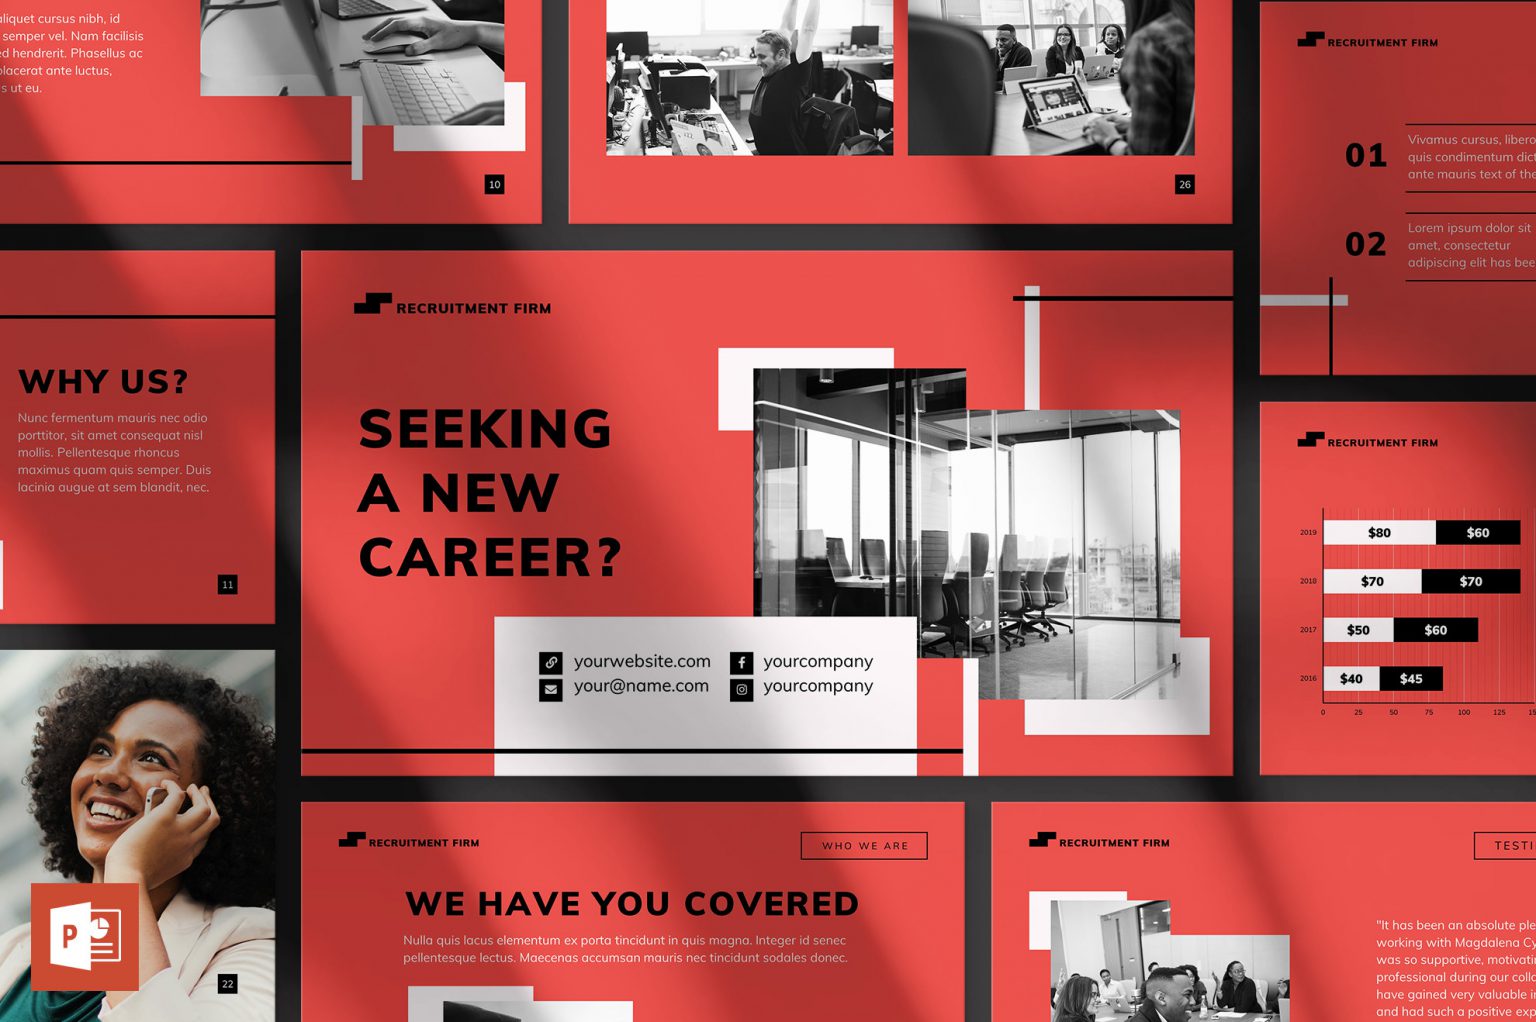 aliquet cursus nibh, id
semper vel. Nam facilisis
ed hendrerit. Phasellus ac
placerat ante luctus,
s ut eu.
10
26
RECRUITMENT FIRM
01
Vivamus cursus, libero
quis condimentum dict
ante mauris text of the
02
Lorem ipsum dolor sit
amet, consectetur
adipiscing elit has bee
WHY US?
Nunc fermentum mauris nec odio
porttitor, sit amet consequat nisl
mollis. Pellentesque rhoncus
maximus quam quis semper. Duis
lacinia augue at sem blandit, nec.
11
RECRUITMENT FIRM
SEEKING
A NEW
CAREER?
yourwebsite.com
yourcompany
your@name.com
yourcompany
RECRUITMENT FIRM
2019 $80 $60
2018 $70 $70
2017 $50 $60
2016 $40 $45
0 25 50 75 100 125 15
P
22
RECRUITMENT FIRM
WHO WE ARE
WE HAVE YOU COVERED
Nulla quis lacus elementum ex porta tincidunt in quis magna. Integer id senec
pellentesque lectus. Maecenas accumsan mauris nec tincidunt sodales donec.
RECRUITMENT FIRM
TESTI
"It has been an absolute ple
working with Magdalena Cy
was so supportive, motivatin
professional during our colla
have gained very valuable in
and had such a positive exp